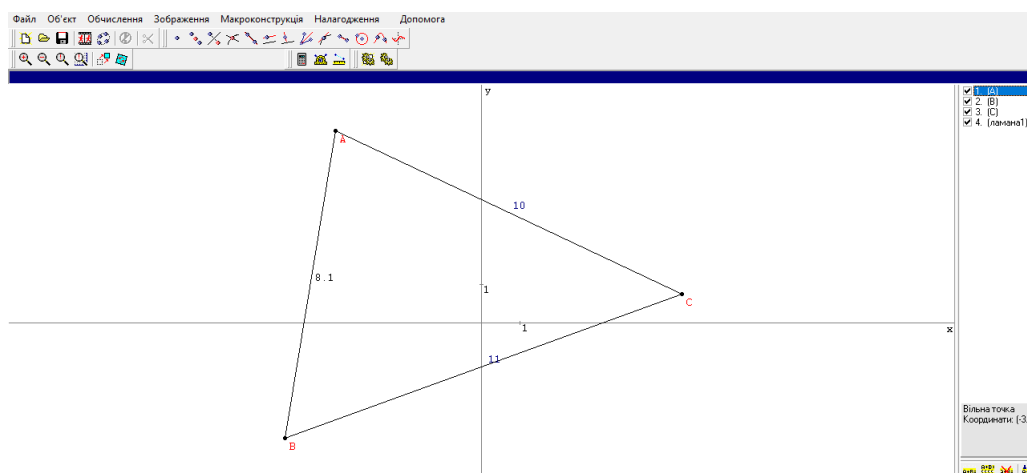 Файл Об'єкт Обчислення Зображення Макроконструкція Налагодження Допомога
y
1. (A)
2. (B)
3. (C)
4. (ламана1)
A
10
8.1
1
C
1
x
11
B
Вільна точка
Координати: (-3.